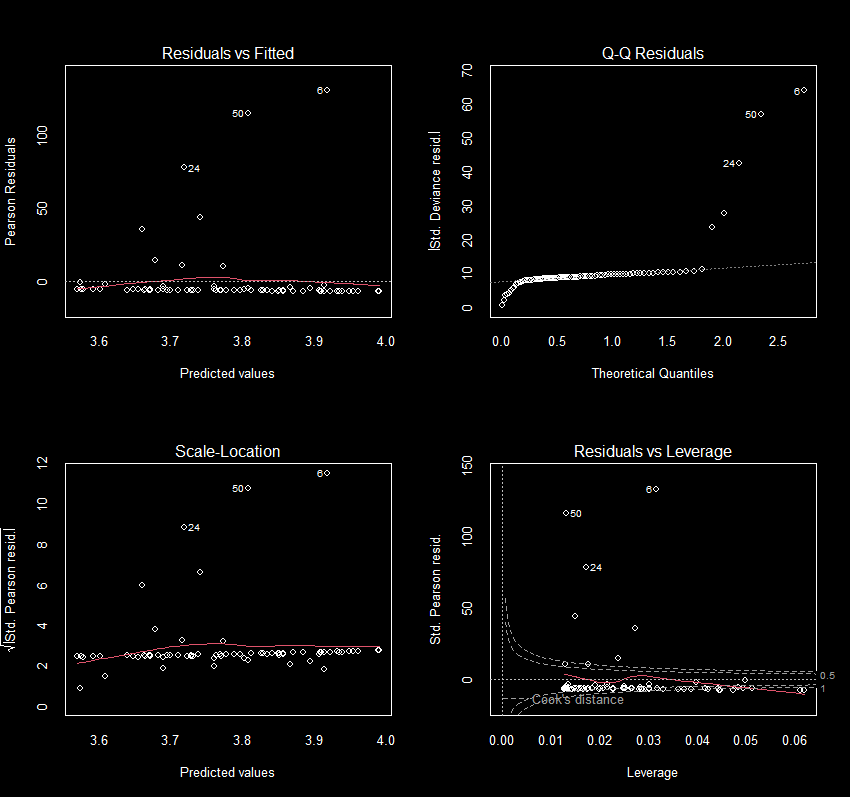 Residuals vs Fitted
Pearson Residuals
0 50 100
6
50
24
3.6 3.7 3.8 3.9 4.0
Predicted values
Q-Q Residuals
|Std. Deviance resid.|
0 10 20 30 40 50 60 70
6
50
24
0.0 0.5 1.0 1.5 2.0 2.5
Theoretical Quantiles
Scale-Location
√|Std. Pearson resid.|
0 2 4 6 8 10 12
6
50
24
3.6 3.7 3.8 3.9 4.0
Predicted values
Residuals vs Leverage
Std. Pearson resid.
0 50 100 150
6
50
24
0.5
1
Cook's distance
0.00 0.01 0.02 0.03 0.04 0.05 0.06
Leverage